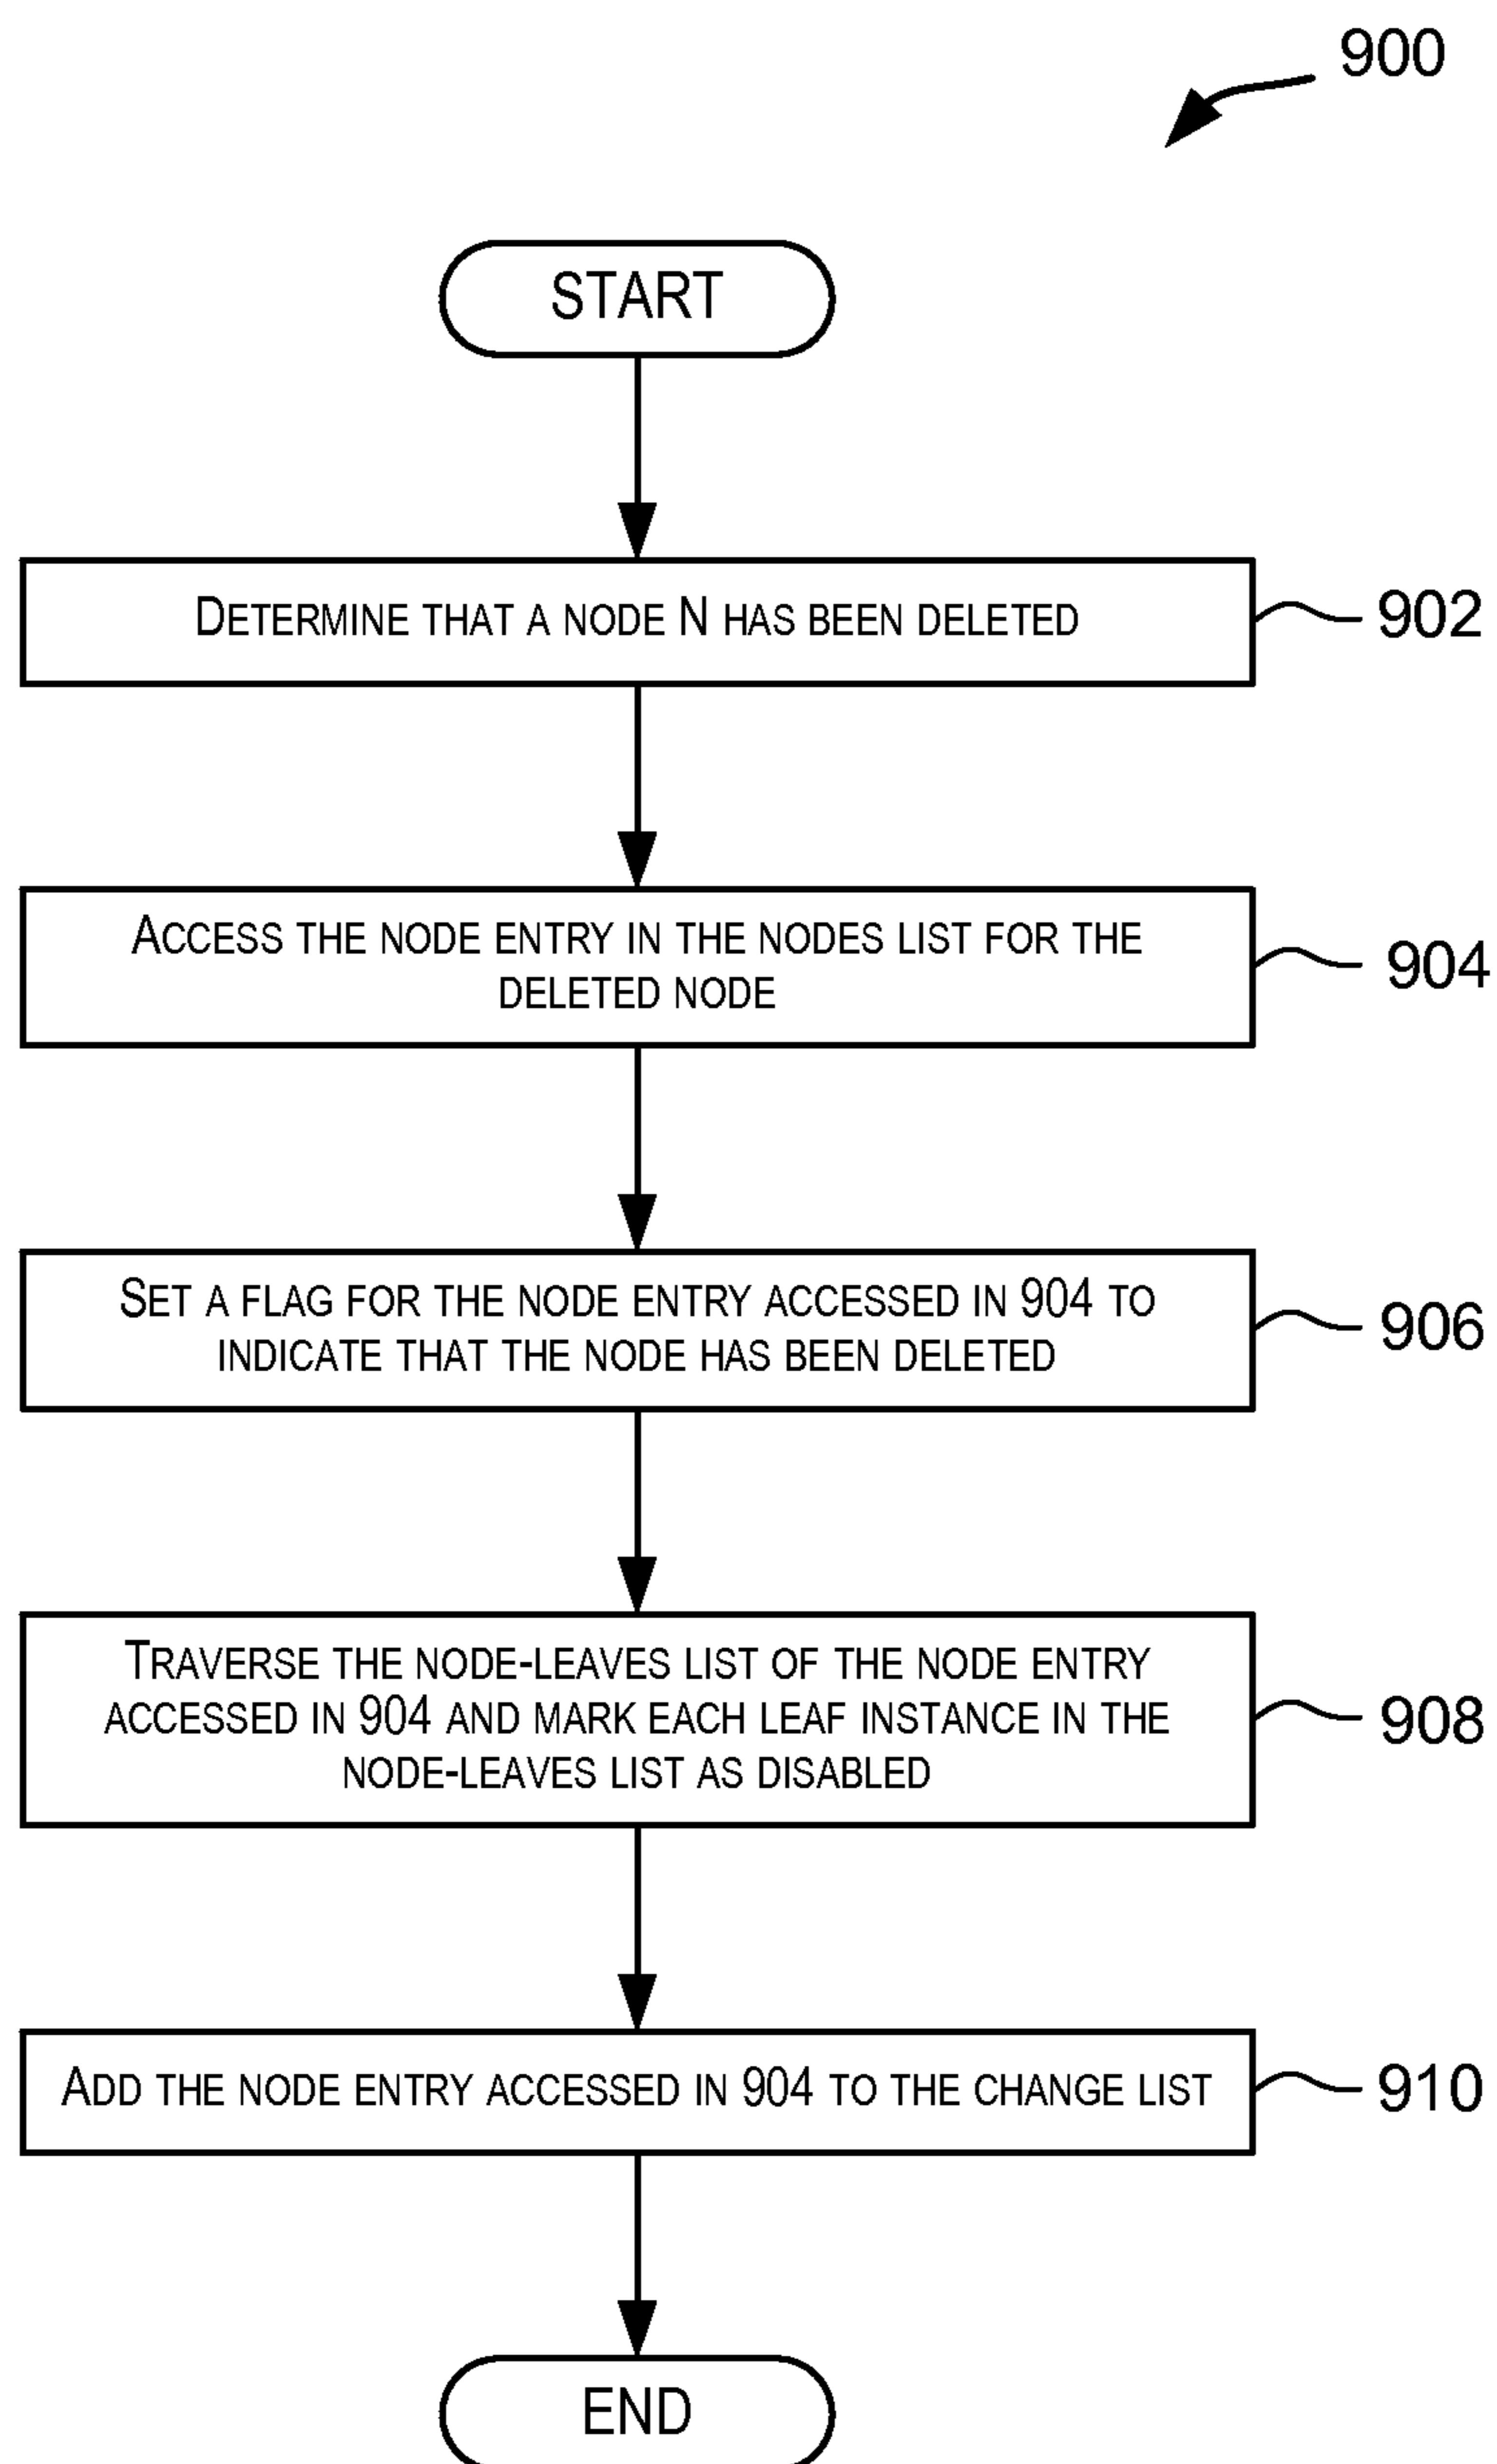 900
START
DETERMINE THAT A NODE N HAS BEEN DELETED
902
ACCESS THE NODE ENTRY IN THE NODES LIST FOR THE
DELETED NODE
904
SET A FLAG FOR THE NODE ENTRY ACCESSED IN 904 TO
INDICATE THAT THE NODE HAS BEEN DELETED
906
TRAVERSE THE NODE-LEAVES LIST OF THE NODE ENTRY
ACCESSED IN 904 AND MARK EACH LEAF INSTANCE IN THE
NODE-LEAVES LIST AS DISABLED
908
ADD THE NODE ENTRY ACCESSED IN 904 TO THE CHANGE LIST
910
END